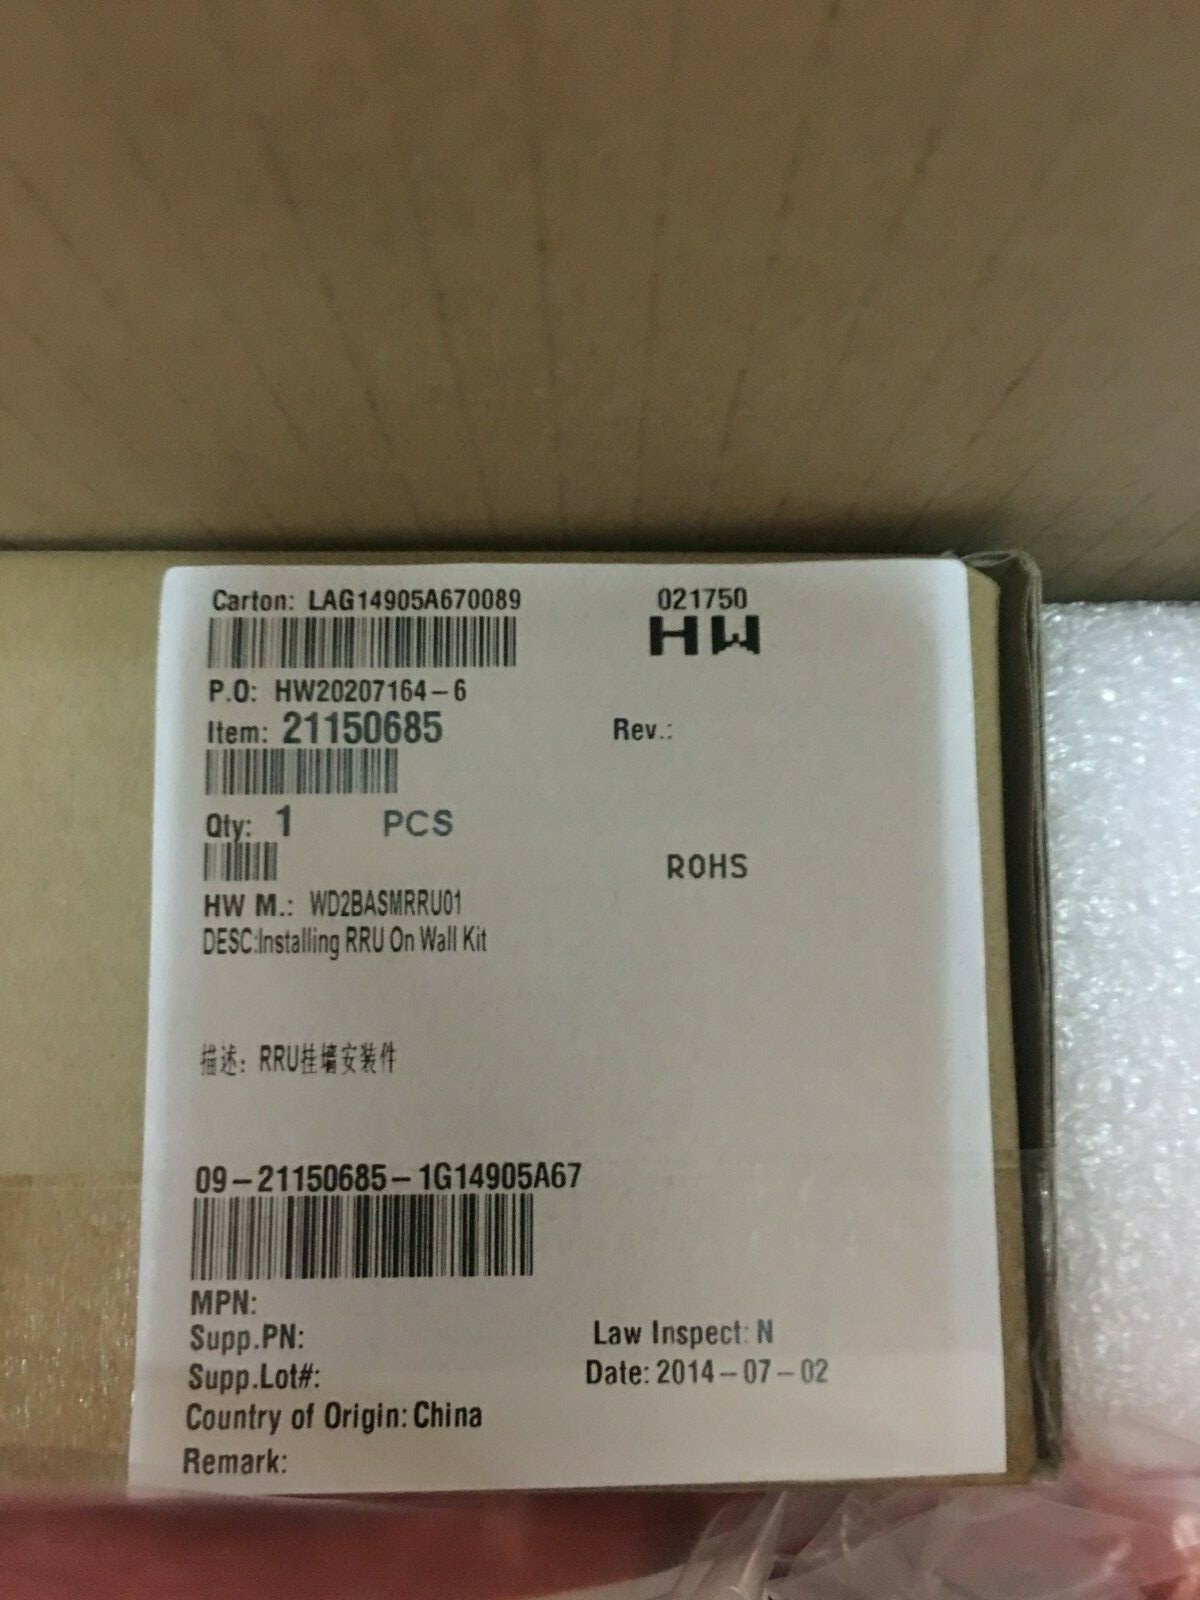 Carton: LAG14905A670089
021750
HW
P.O: HW20207164-6
Item: 21150685
Rev.:
Qty: 1 PCS
ROHS
HW M.: WD2BASMRRU01
DESC:Installing RRU On Wall Kit
描述: RRU挂墙安装件
09-21150685-1G14905A67
MPN:
Supp.PN:
Law Inspect: N
Supp.Lot#:
Date: 2014-07-02
Country of Origin: China
Remark: